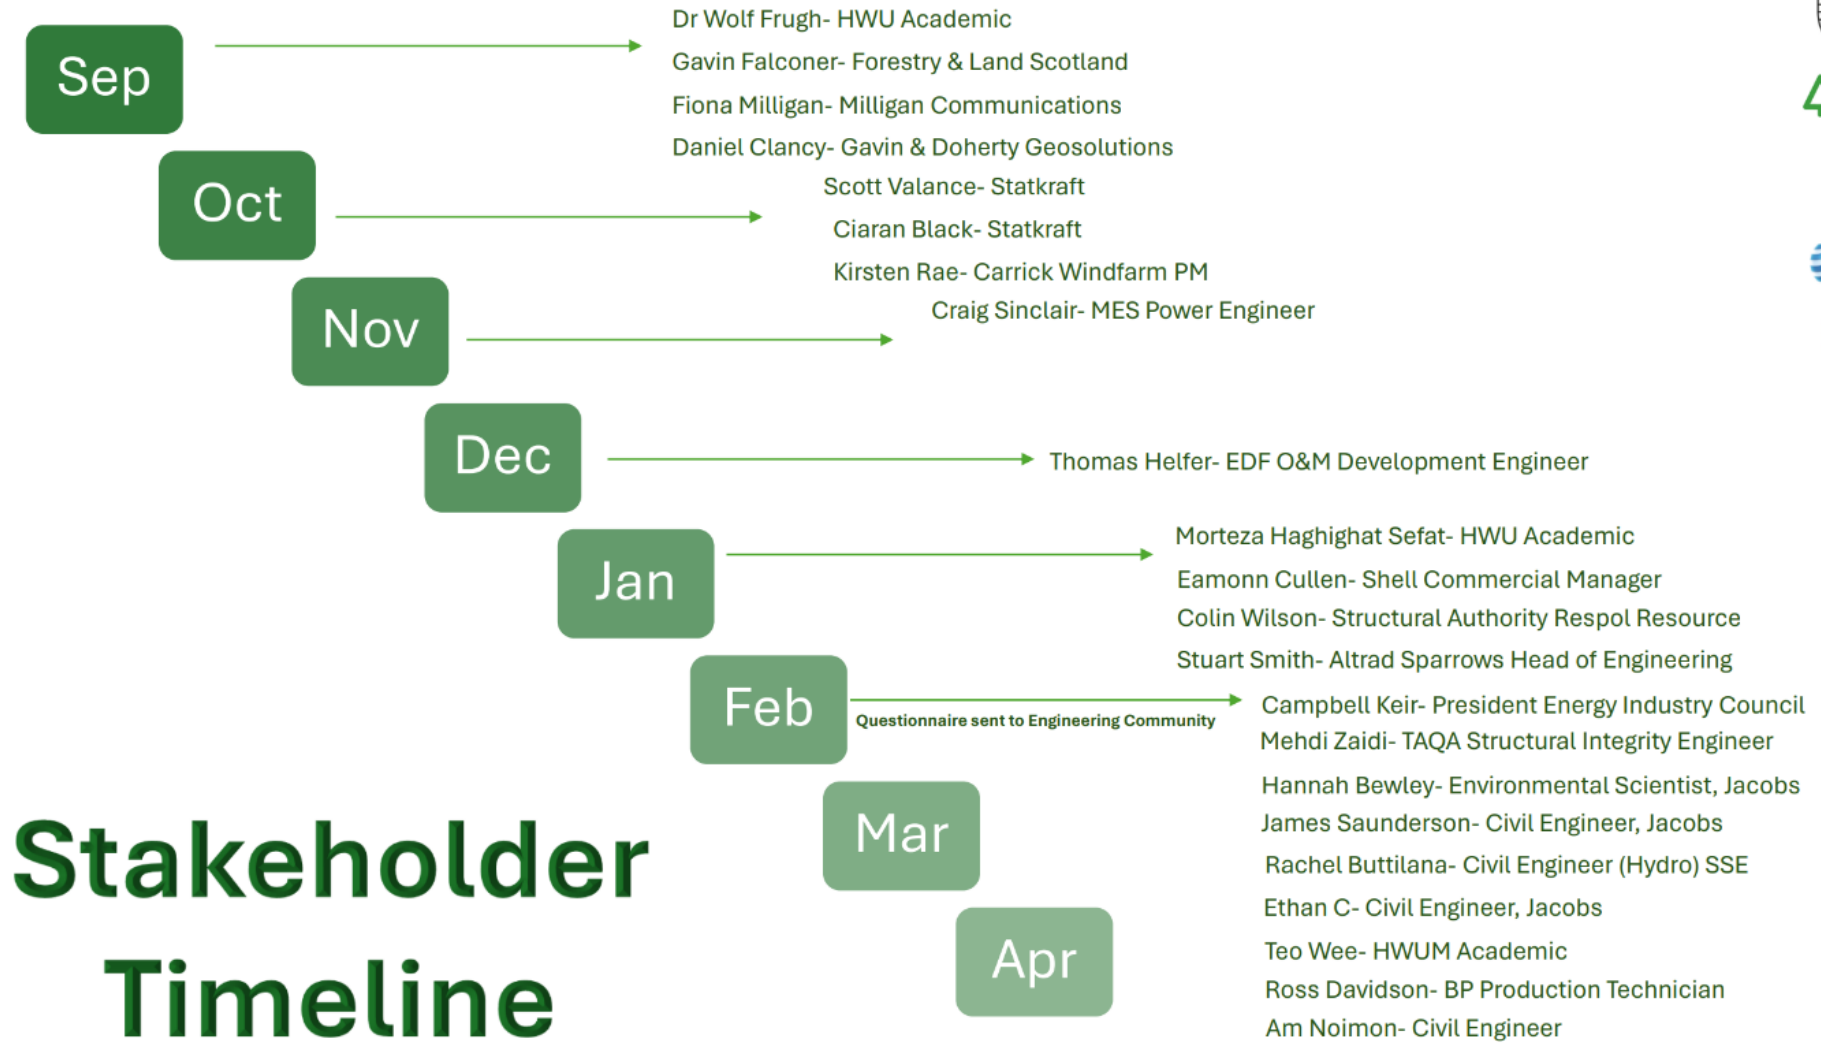 Sep
Dr Wolf Frugh- HWU Academic
Gavin Falconer- Forestry & Land Scotland
Fiona Milligan- Milligan Communications
Daniel Clancy- Gavin & Doherty Geosolutions
Oct
Scott Valance- Statkraft
Ciaran Black- Statkraft
Kirsten Rae- Carrick Windfarm PM
Nov
Craig Sinclair- MES Power Engineer
Dec
Thomas Helfer- EDF O&M Development Engineer
Jan
Morteza Haghighat Sefat- HWU Academic
Eamonn Cullen- Shell Commercial Manager
Colin Wilson- Structural Authority Respol Resource
Stuart Smith- Altrad Sparrows Head of Engineering
Feb
Questionnaire sent to Engineering Community
Campbell Keir- President Energy Industry Council
Mehdi Zaidi- TAQA Structural Integrity Engineer
Hannah Bewley- Environmental Scientist, Jacobs
James Saunderson- Civil Engineer, Jacobs
Rachel Buttilana- Civil Engineer (Hydro) SSE
Ethan C- Civil Engineer, Jacobs
Teo Wee- HWUM Academic
Ross Davidson- BP Production Technician
Am Noimon- Civil Engineer
Mar
Apr
Stakeholder
Timeline